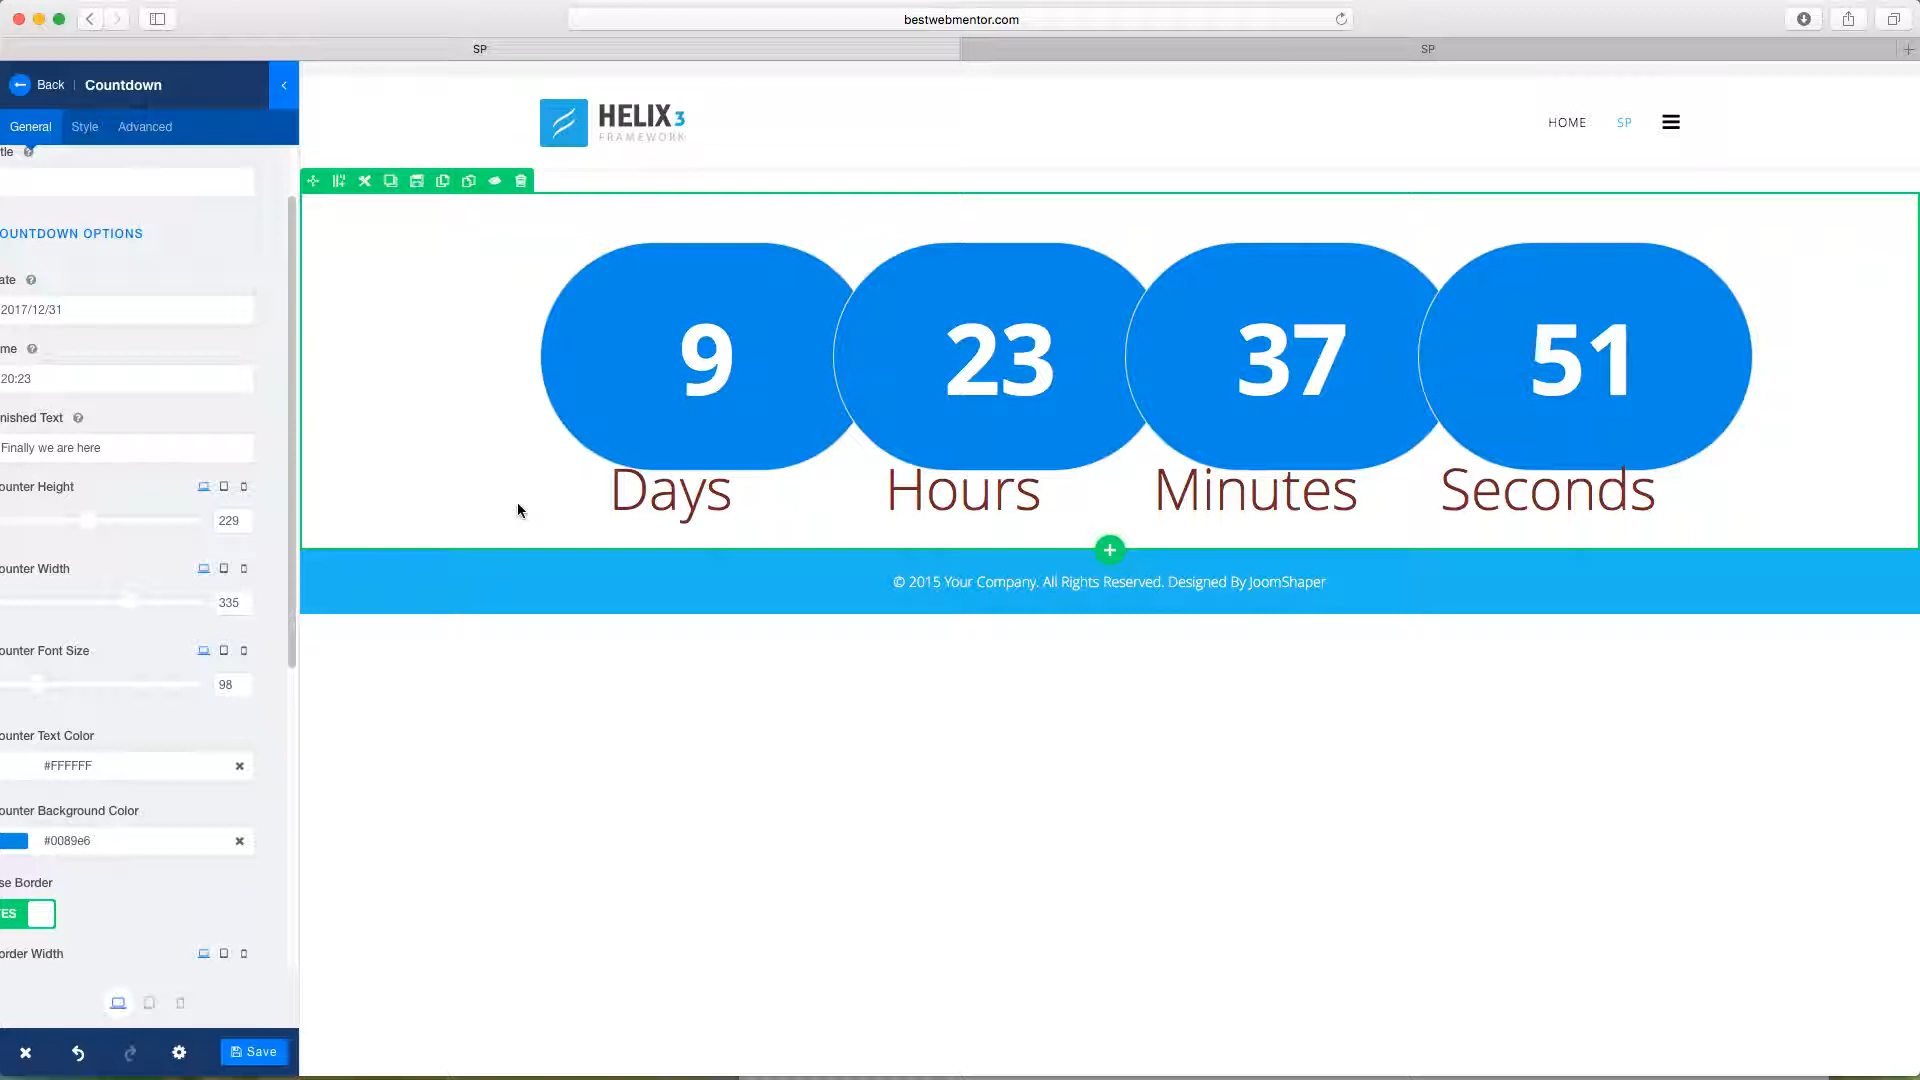 bestwebmentor.com
SP
SP
Back
Countdown
General
Style
Advanced
tle
OUNTDOWN OPTIONS
ate
2017/12/31
me
20:23
nished Text
Finally we are here
ounter Height
229
ounter Width
335
ounter Font Size
98
ounter Text Color
#FFFFFF
ounter Background Color
#0089e6
se Border
ES
order Width
Save
HELIX 3
FRAMEWORK
HOME
SP
9
23
37
51
Days
Hours
Minutes
Seconds
© 2015 Your Company. All Rights Reserved. Designed By JoomShaper